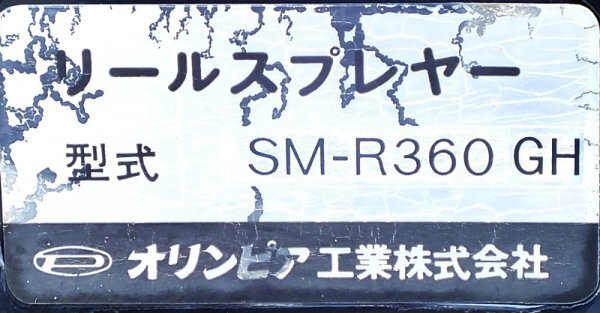 リールスプレヤー
型式 SM-R360 GH
オリンピア工業株式会社